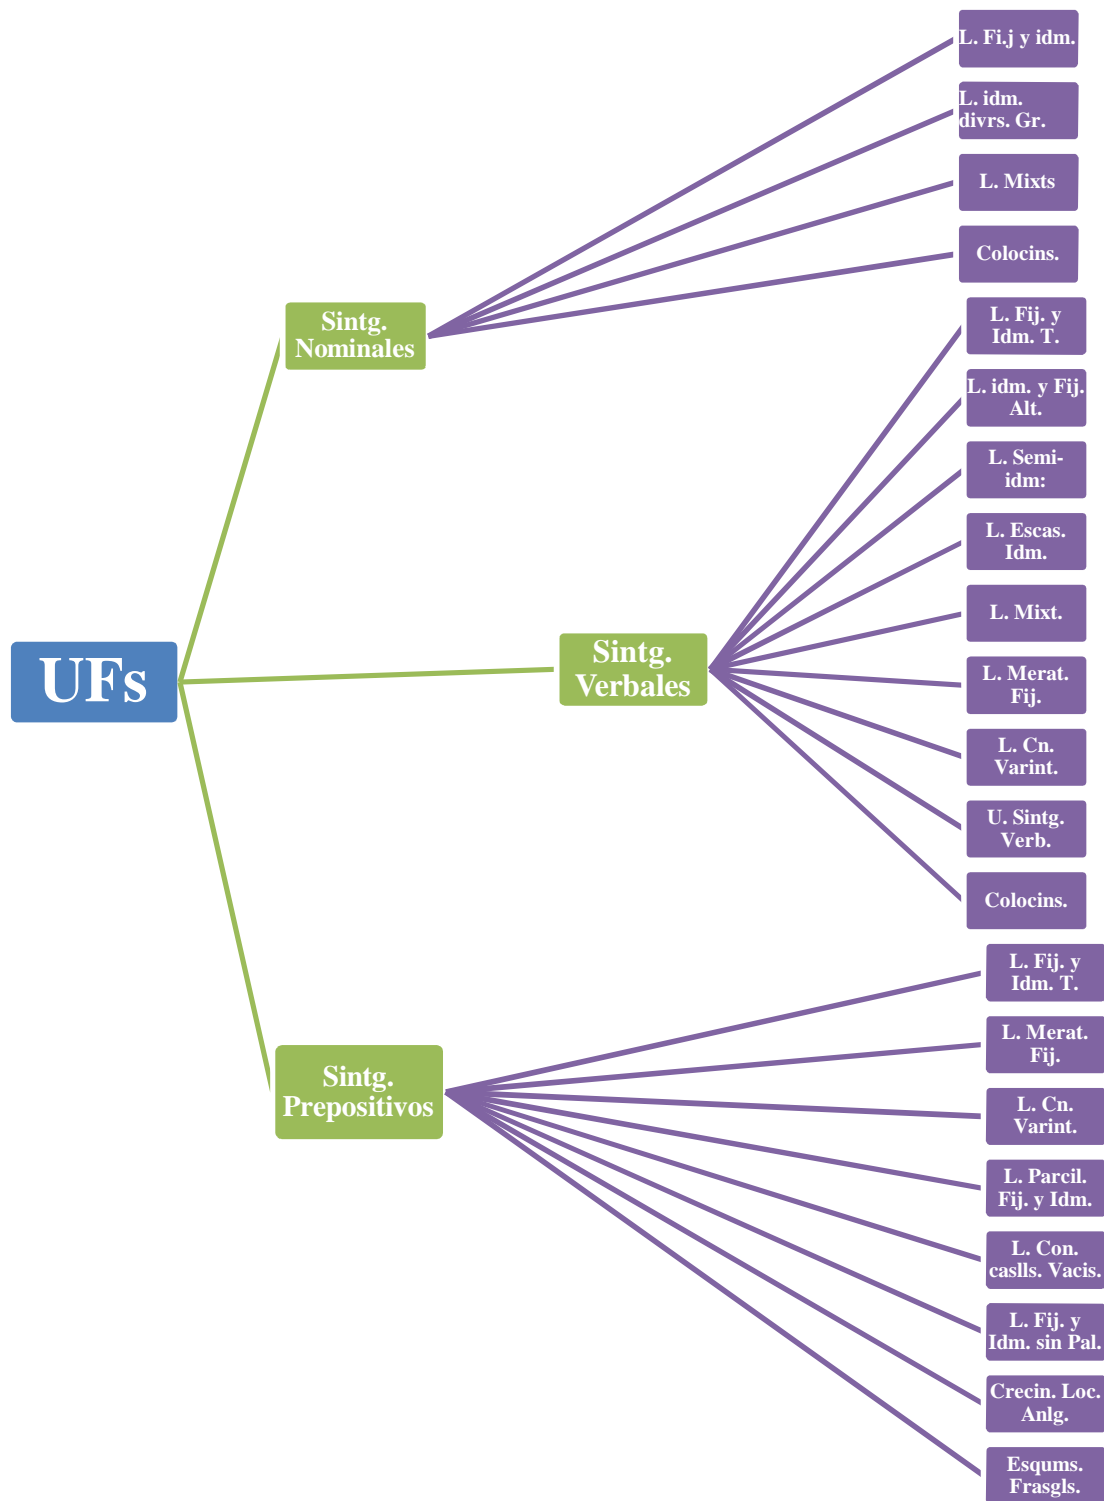 L. Fi.j y idm.
L. idm.
divrs. Gr.
L. Mixts
Colocins.
Sintg.
Nominales
L. Fij. y
Idm. T.
L. idm. y Fij.
Alt.
L. Semi-
idm:
L. Escas.
Idm.
L. Mixt.
L. Merat.
Fij.
L. Cn.
Varint.
U. Sintg.
Verb.
Colocins.
Sintg.
Verbales
UFs
L. Fij. y
Idm. T.
L. Merat.
Fij.
L. Cn.
Varint.
L. Parcil.
Fij. y Idm.
L. Con.
caslls. Vacis.
L. Fij. y
Idm. sin Pal.
Crecin. Loc.
Anlg.
Esqums.
Frasgls.
Sintg.
Prepositivos